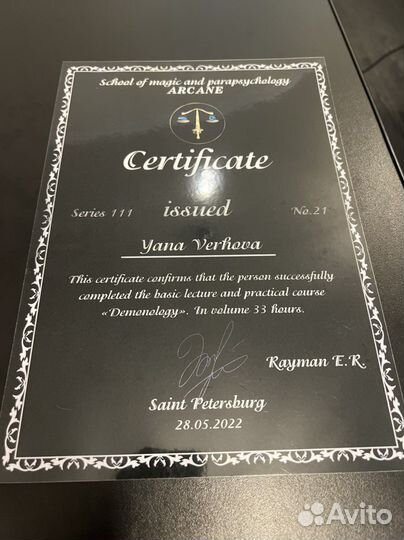 School of magic and parapsychology
ARCANE
Certificate
Series 111 issued No.21
Yana Verhova
This certificate confirms that the person successfully
completed the basic lecture and practical course
«Demonology». In volume 33 hours.
Rayman E.R.
Saint Petersburg
28.05.2022
Avito